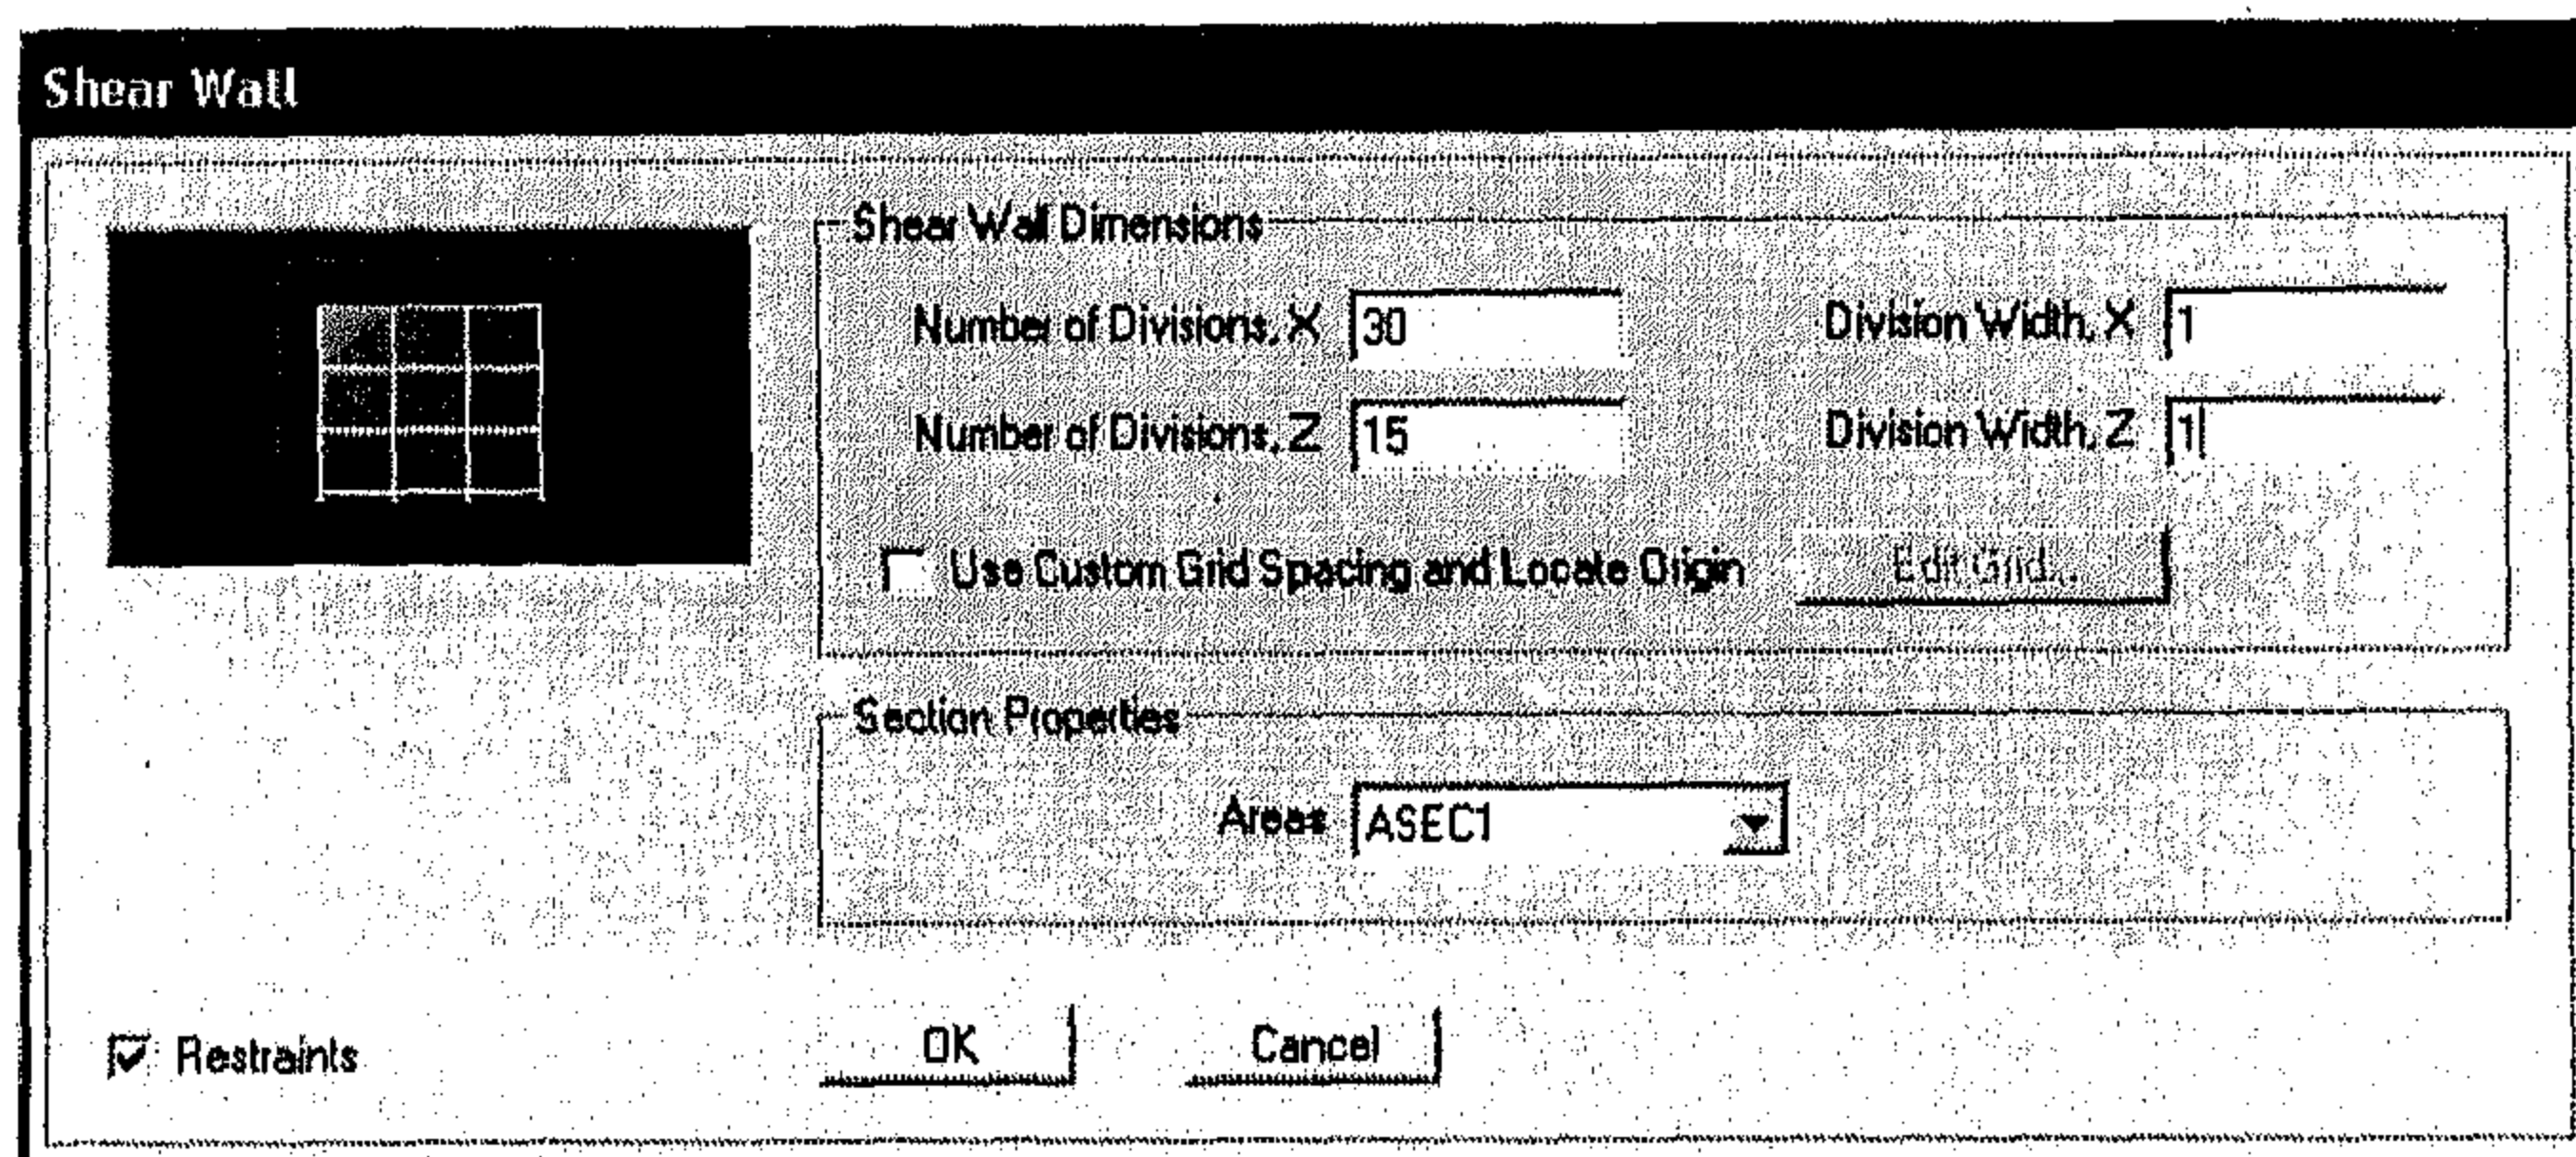 Shear Wall
Shear Wall Dimensions
Number of Divisions, X 30 Division Width, X 1
Number of Divisions, Z 15 Division Width, Z 1
Use Custom Grid Spacing and Locate Origin Edit Grid...
Section Properties
Areas ASEC1
Restraints OK Cancel